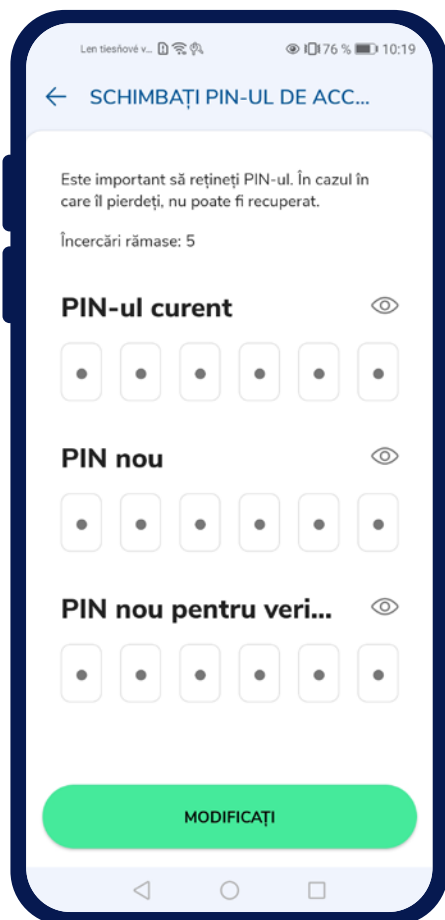 Len tiesňové v... 76 % 10:19
SCHIMBAȚI PIN-UL DE ACC...
Este important să rețineți PIN-ul. În cazul în
care îl pierdeți, nu poate fi recuperat.
Încercări rămase: 5
PIN-ul curent
PIN nou
PIN nou pentru veri...
MODIFICAȚI